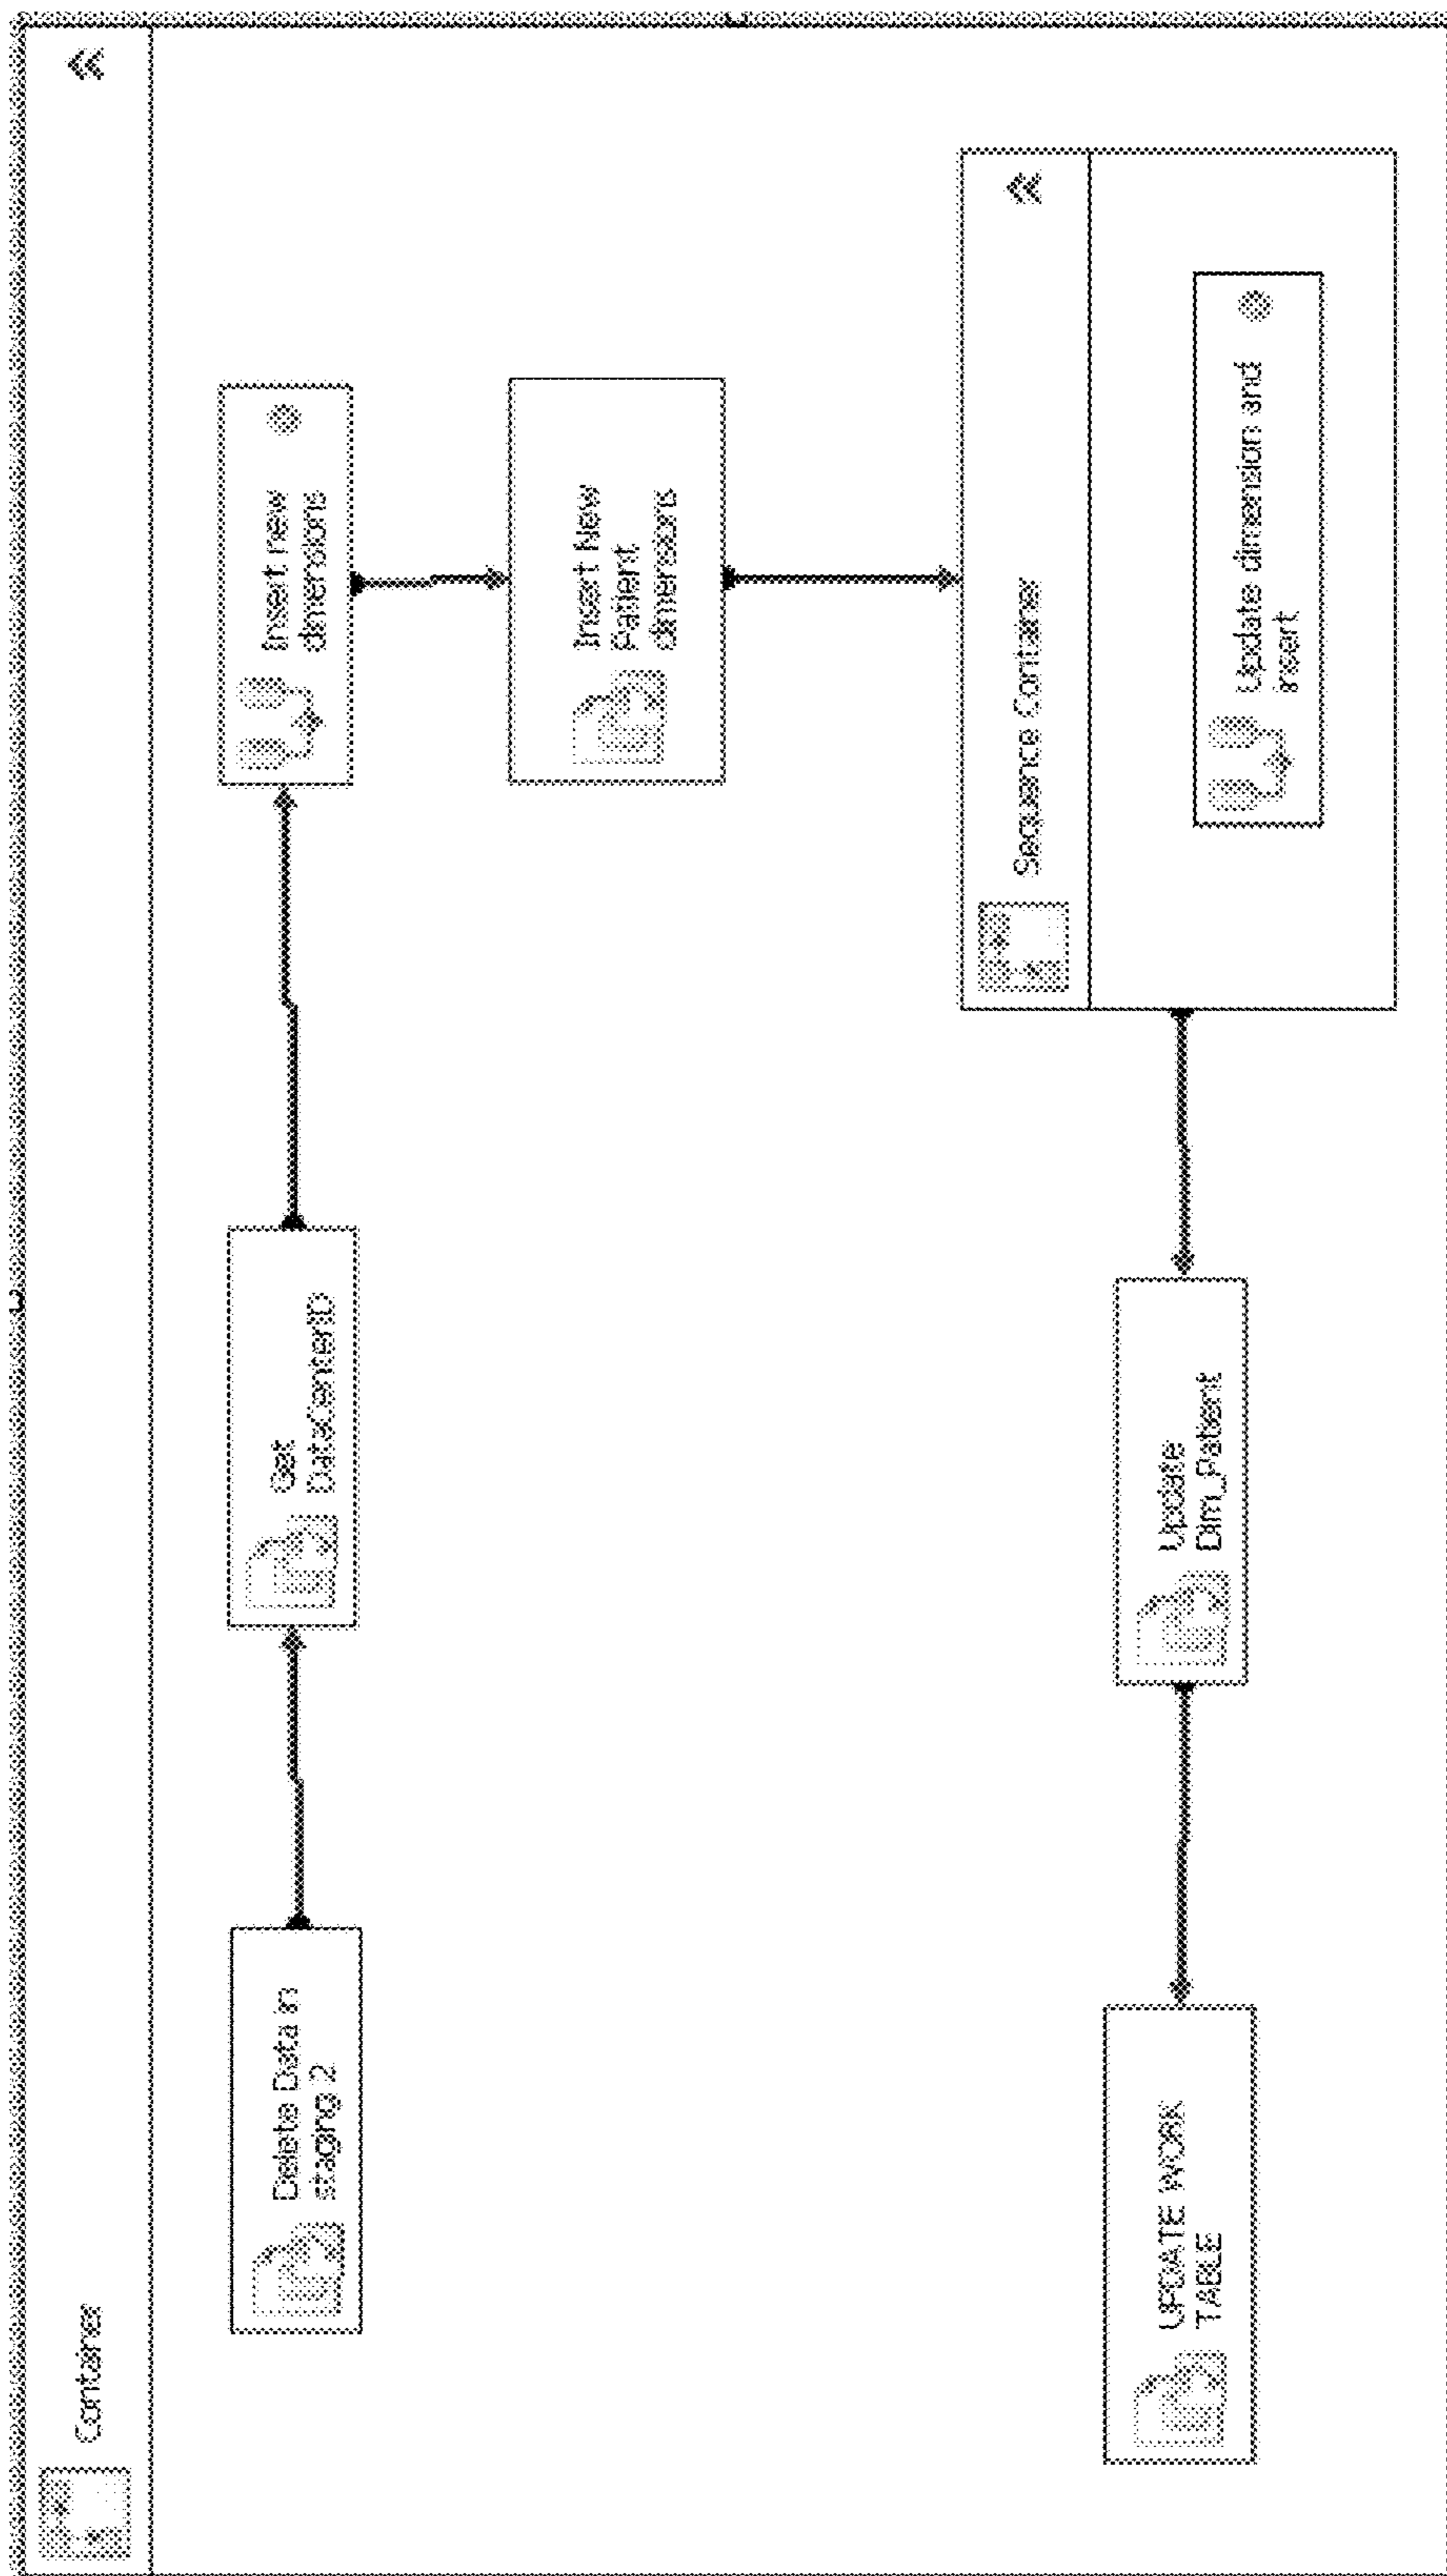 Container
Delete Data in
staging 2
Get
DataCenterID
Insert new
dimensions
Insert New
Patient
dimensions
Sequence Container
Update dimension and
insert
Update
Dim_Patient
UPDATE WORK
TABLE